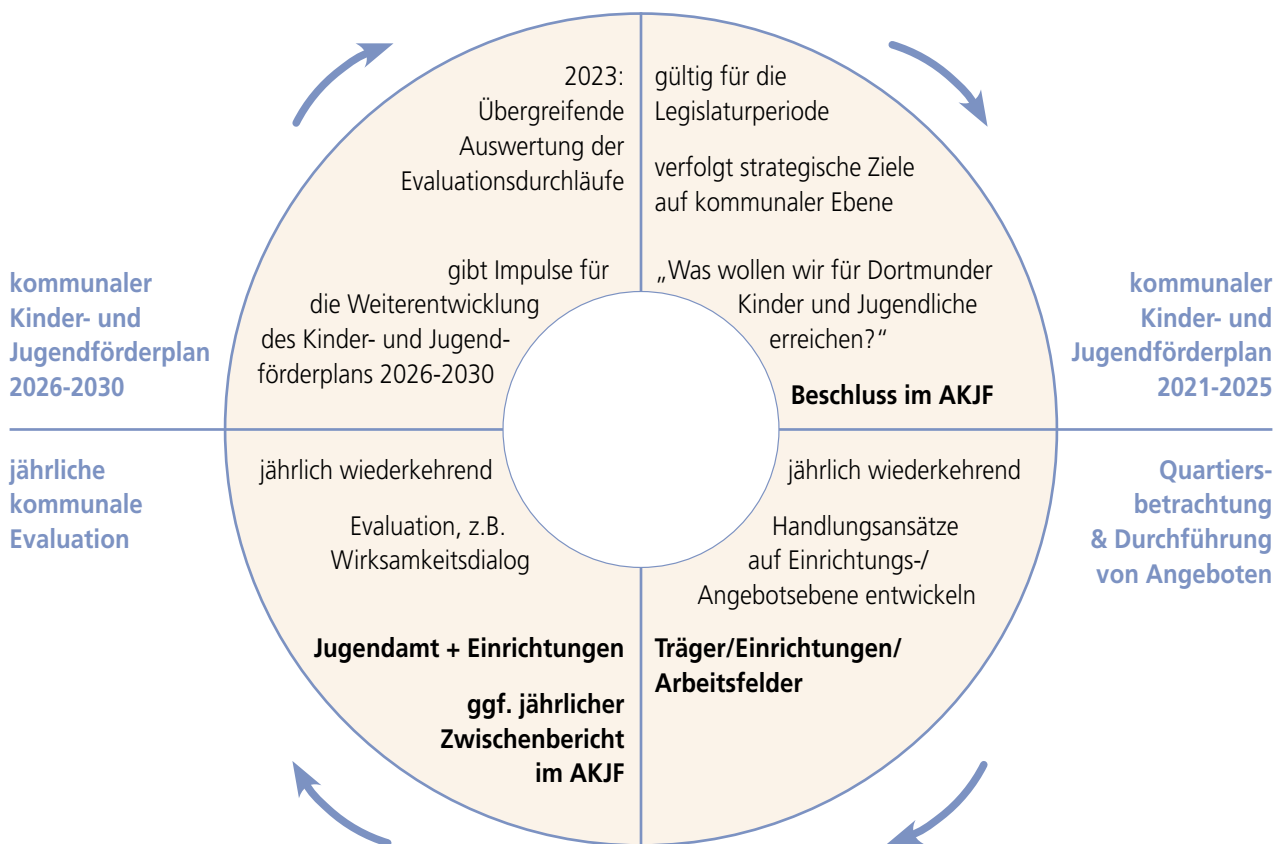 kommunaler
Kinder- und
Jugendförderplan
2026-2030
2023:
Übergreifende
Auswertung der
Evaluationsdurchläufe
gibt Impulse für
die Weiterentwicklung
des Kinder- und Jugend-
förderplans 2026-2030
gültig für die
Legislaturperiode
verfolgt strategische Ziele
auf kommunaler Ebene
„Was wollen wir für Dortmunder
Kinder und Jugendliche
erreichen?“
Beschluss im AKJF
kommunaler
Kinder- und
Jugendförderplan
2021-2025
jährliche
kommunale
Evaluation
jährlich wiederkehrend
Evaluation, z.B.
Wirksamkeitsdialog
Jugendamt + Einrichtungen
ggf. jährlicher
Zwischenbericht
im AKJF
jährlich wiederkehrend
Handlungsansätze
auf Einrichtungs-/
Angebotsebene entwickeln
Träger/Einrichtungen/
Arbeitsfelder
Quartiers-
betrachtung
& Durchführung
von Angeboten